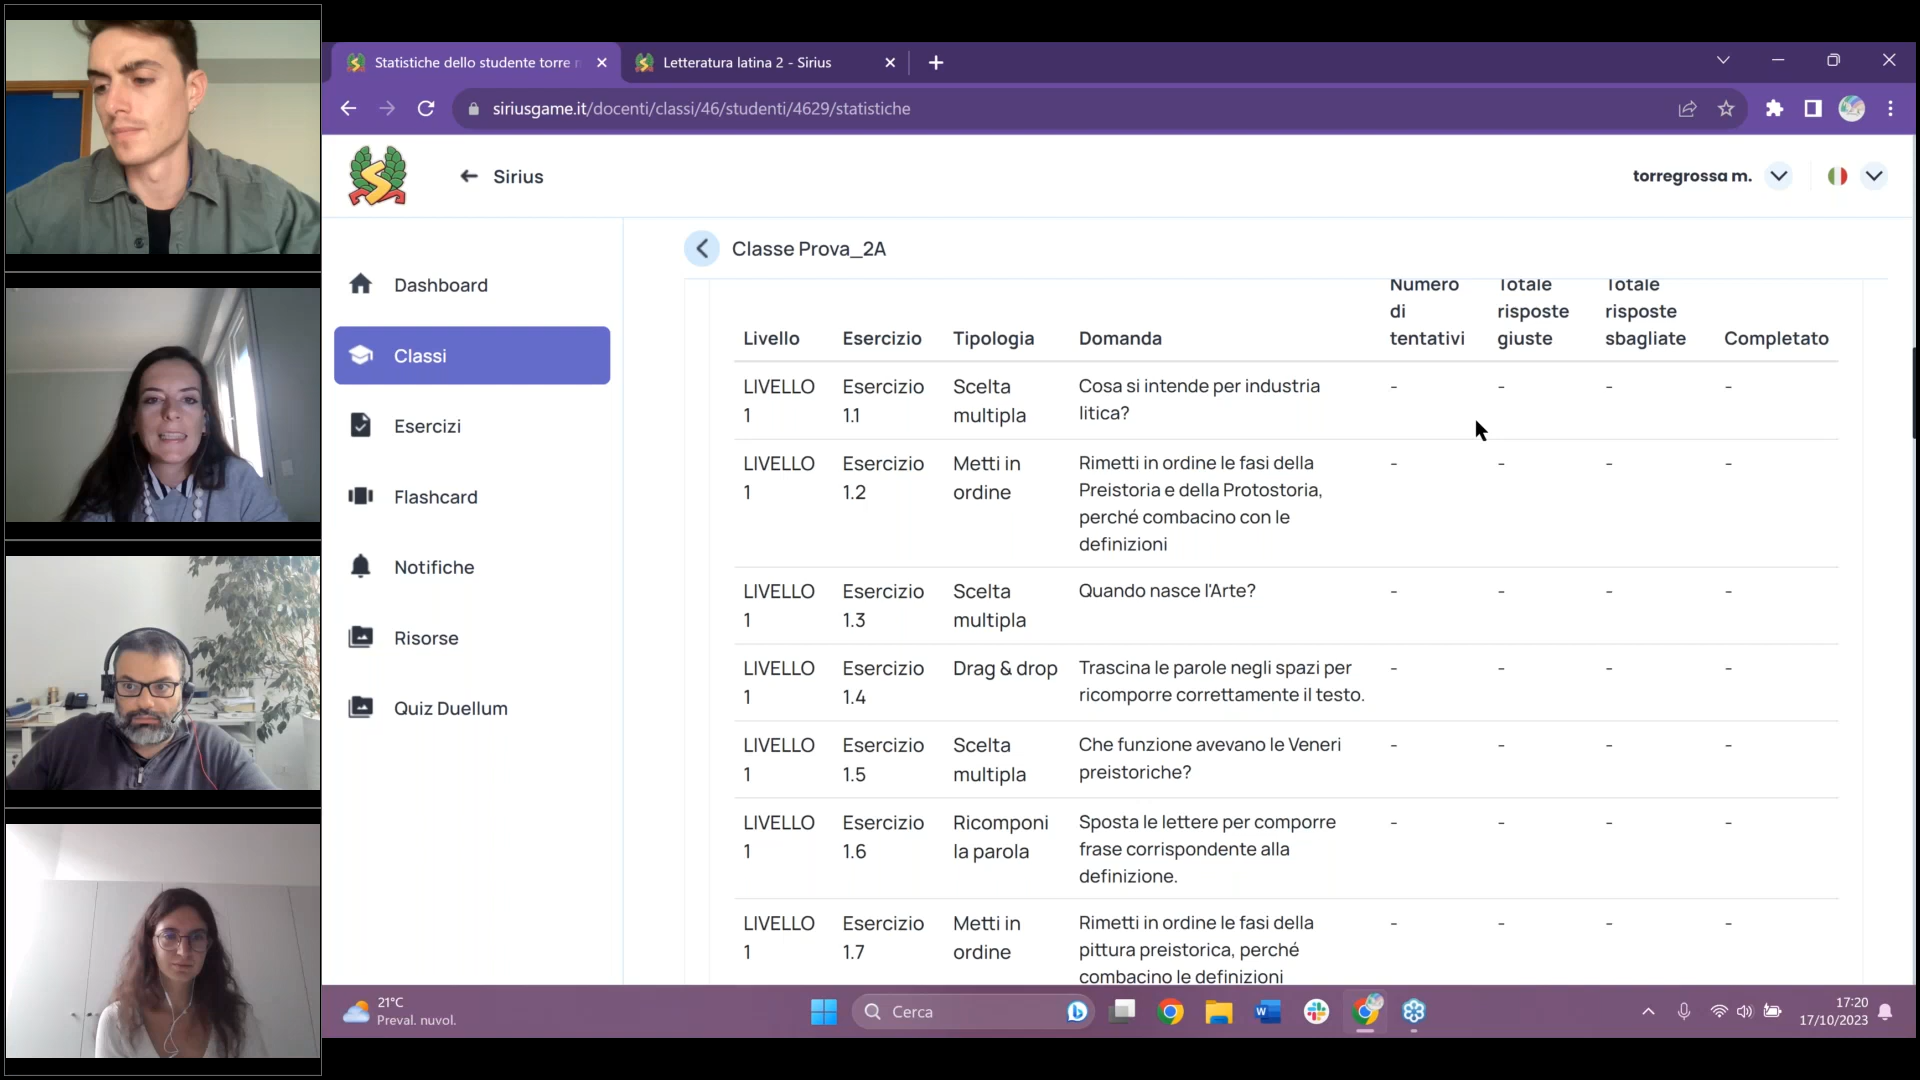 Statistiche dello studente torre
Letteratura latina 2 - Sirius
siriusgame.it/docenti/classi/46/studenti/4629/statistiche
Sirius
torregrossa m.
Dashboard
Classi
Esercizi
Flashcard
Notifiche
Risorse
Quiz Duellum
Classe Prova_2A
Livello
Esercizio
Tipologia
Domanda
Numero
di
tentativi
Totale
risposte
giuste
Totale
risposte
sbagliate
Completato
LIVELLO
1
Esercizio
1.1
Scelta
multipla
Cosa si intende per industria
litica?
-
-
-
-
LIVELLO
1
Esercizio
1.2
Metti in
ordine
Rimetti in ordine le fasi della
Preistoria e della Protostoria,
perché combacino con le
definizioni
-
-
-
-
LIVELLO
1
Esercizio
1.3
Scelta
multipla
Quando nasce l'Arte?
-
-
-
-
LIVELLO
1
Esercizio
1.4
Drag & drop
Trascina le parole negli spazi per
ricomporre correttamente il testo.
-
-
-
-
LIVELLO
1
Esercizio
1.5
Scelta
multipla
Che funzione avevano le Veneri
preistoriche?
-
-
-
-
LIVELLO
1
Esercizio
1.6
Ricomponi
la parola
Sposta le lettere per comporre
frase corrispondente alla
definizione.
-
-
-
-
LIVELLO
1
Esercizio
1.7
Metti in
ordine
Rimetti in ordine le fasi della
pittura preistorica, perché
combacino le definizioni
-
-
-
-
21°C
Preval. nuvol.
Cerca
17:20
17/10/2023